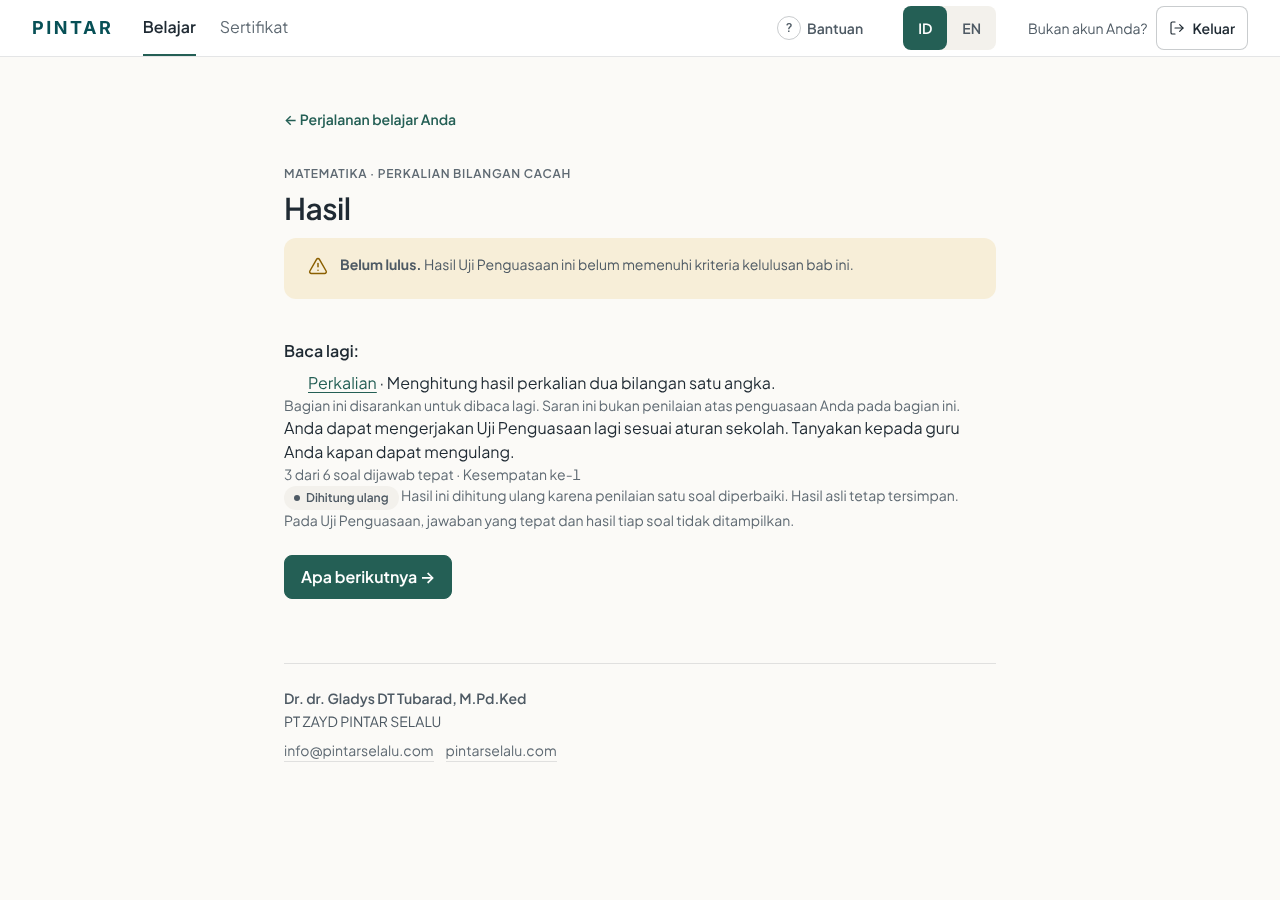 PINTAR
Belajar
Sertifikat
?
Bantuan
ID
EN
Bukan akun Anda?
Keluar
← Perjalanan belajar Anda
MATEMATIKA · PERKALIAN BILANGAN CACAH
Hasil
Belum lulus. Hasil Uji Penguasaan ini belum memenuhi kriteria kelulusan bab ini.
Baca lagi:
Perkalian · Menghitung hasil perkalian dua bilangan satu angka.
Bagian ini disarankan untuk dibaca lagi. Saran ini bukan penilaian atas penguasaan Anda pada bagian ini.
Anda dapat mengerjakan Uji Penguasaan lagi sesuai aturan sekolah. Tanyakan kepada guru
Anda kapan dapat mengulang.
3 dari 6 soal dijawab tepat · Kesempatan ke-1
Dihitung ulang Hasil ini dihitung ulang karena penilaian satu soal diperbaiki. Hasil asli tetap tersimpan.
Pada Uji Penguasaan, jawaban yang tepat dan hasil tiap soal tidak ditampilkan.
Apa berikutnya →
Dr. dr. Gladys DT Tubarad, M.Pd.Ked
PT ZAYD PINTAR SELALU
info@pintarselalu.com pintarselalu.com